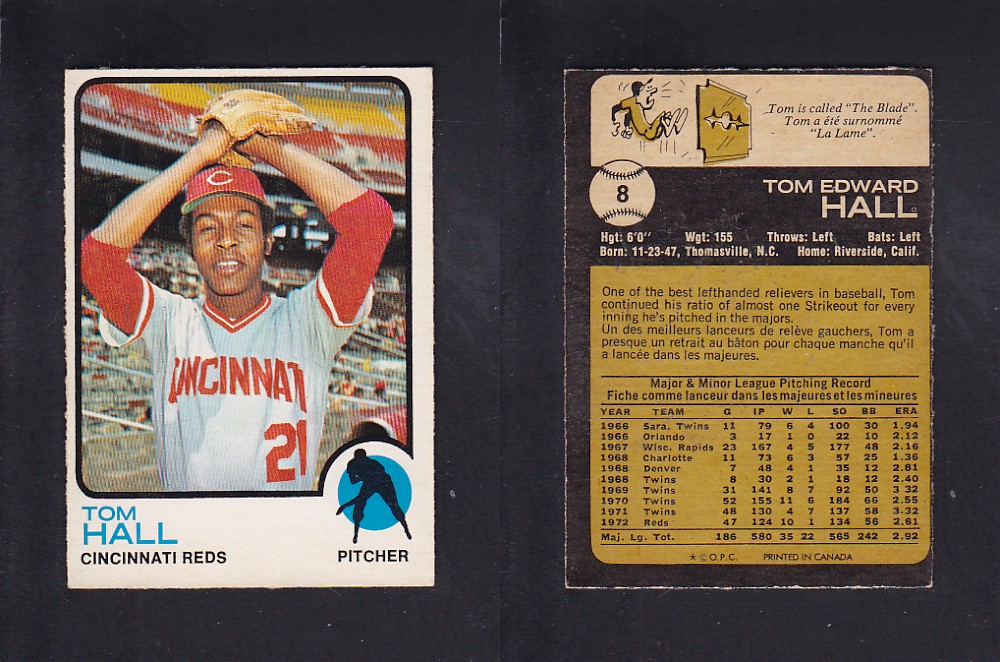 C
CINCINNATI
21
TOM
HALL
CINCINNATI REDS
PITCHER
Tom is called "The Blade".
Tom a été surnommé
"La Lame".
8
TOM EDWARD
HALL
Hgt: 6'0" Wgt: 155 Throws: Left Bats: Left
Born: 11-23-47, Thomasville, N.C. Home: Riverside, Calif.
One of the best lefthanded relievers in baseball, Tom
continued his ratio of almost one Strikeout for every
inning he's pitched in the majors.
Un des meilleurs lanceurs de relève gauchers, Tom a
presque un retrait au bâton pour chaque manche qu'il
a lancée dans les majeures.
Major & Minor League Pitching Record
Fiche comme lanceur dans les majeures et les mineures
YEAR TEAM G IP W L SO BB ERA
1966 Sara. Twins 11 79 6 4 100 30 1.94
1966 Orlando 3 17 1 0 22 10 2.12
1967 Wisc. Rapids 23 167 4 5 177 48 2.16
1968 Charlotte 11 73 6 3 57 25 1.36
1968 Denver 7 48 4 1 35 12 2.81
1968 Twins 8 30 2 1 18 12 2.40
1969 Twins 31 141 8 7 92 50 3.32
1970 Twins 52 155 11 6 184 66 2.55
1971 Twins 48 130 4 7 137 58 3.32
1972 Reds 47 124 10 1 134 56 2.61
Maj. Lg. Tot. 186 580 35 22 565 242 2.92
* © O.P.C. PRINTED IN CANADA